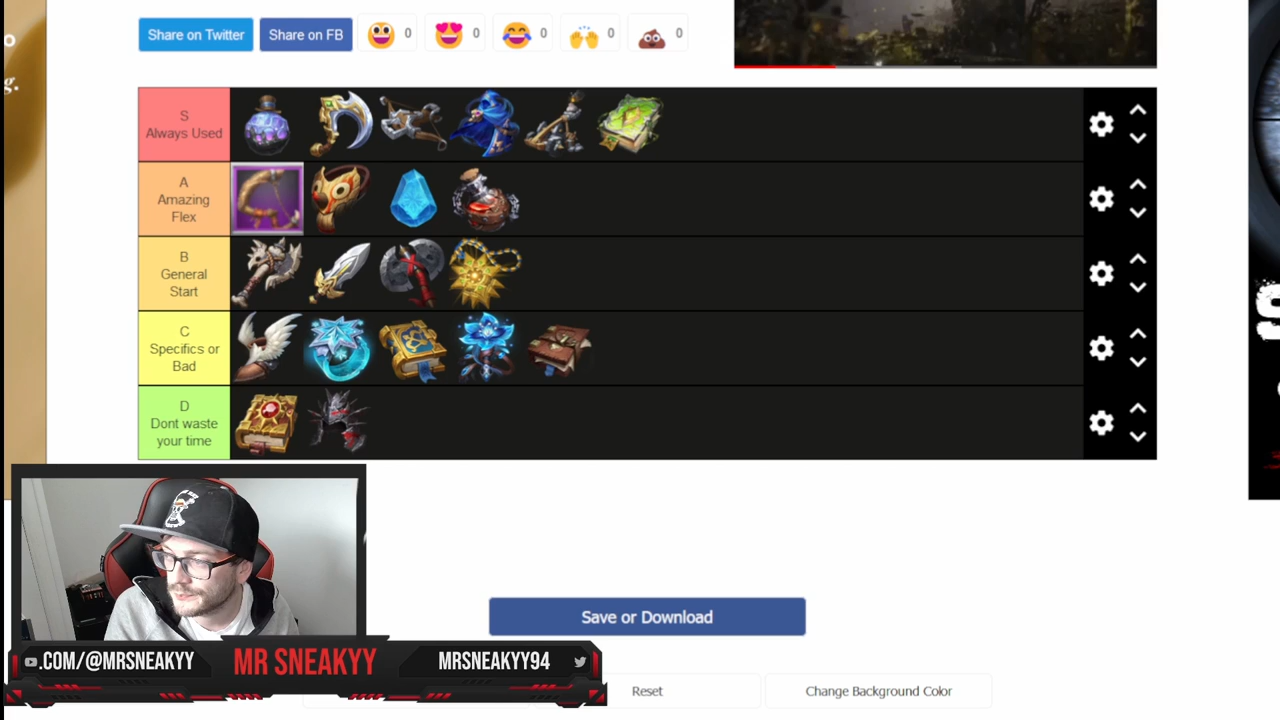 Share on Twitter
Share on FB
0
0
0
0
0
g.
S
Always Used
A
Amazing
Flex
B
General
Start
C
Specifics or
Bad
D
Dont waste
your time
Save or Download
.COM/@MRSNEAKYY
MR SNEAKYY
MRSNEAKYY94
Reset
Change Background Color